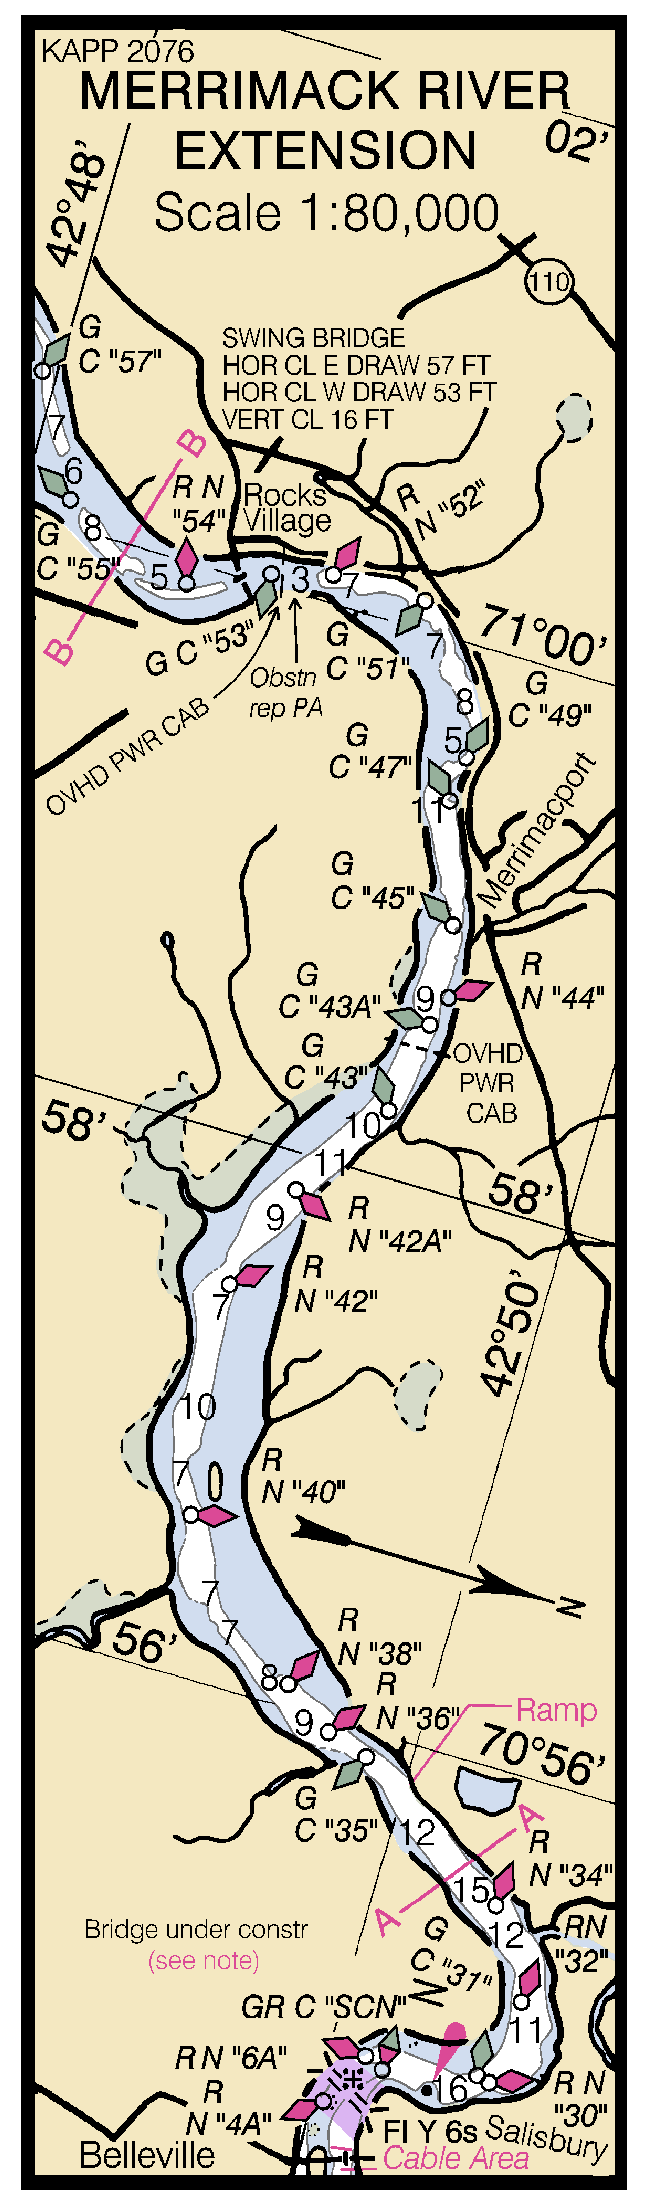 KAPP 2076
MERRIMACK RIVER
EXTENSION
Scale 1:80,000
02'
42°48'
110
G
C "57"
SWING BRIDGE
HOR CL E DRAW 57 FT
HOR CL W DRAW 53 FT
VERT CL 16 FT
7
B
6
R N
"54"
Rocks
Village
R
N "52"
8
G
C "55"
5
3
7
B
G C "53"
Obstn
rep PA
G
C "51"
7
71°00'
OVHD PWR CAB
8
G
C "49"
5
G
C "47"
11
Merrimacport
G
C "45"
R
N "44"
G
C "43A"
9
G
C "43"
OVHD
PWR
CAB
58'
10
11
58'
9
R
N "42A"
7
R
N "42"
42°50'
10
7
R
N "40"
N
7
56'
7
R
N "38"
8
R
N "36"
9
Ramp
70°56'
G
C "35"
12
A
R
N "34"
15
A
Bridge under constr
(see note)
G
C "31"
12
RN
"32"
N
GR C "SCN"
11
R N "6A"
R
N "4A"
16
R N
"30"
Fl Y 6s
Salisbury
Belleville
Cable Area